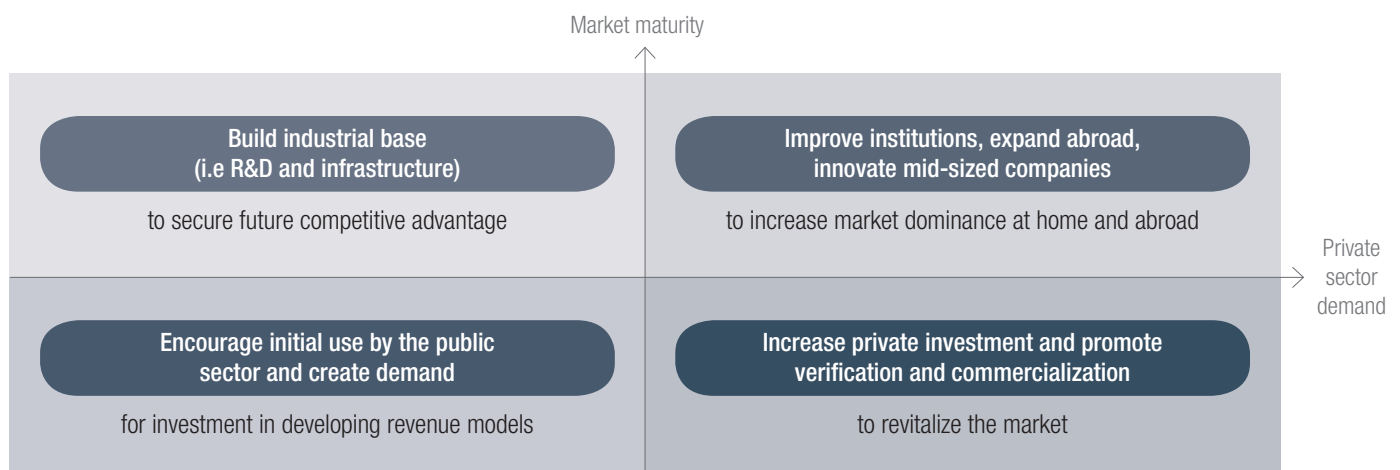 Market maturity
Build industrial base
(i.e R&D and infrastructure)
to secure future competitive advantage
Improve institutions, expand abroad,
innovate mid-sized companies
to increase market dominance at home and abroad
Private
sector
demand
Encourage initial use by the public
sector and create demand
for investment in developing revenue models
Increase private investment and promote
verification and commercialization
to revitalize the market